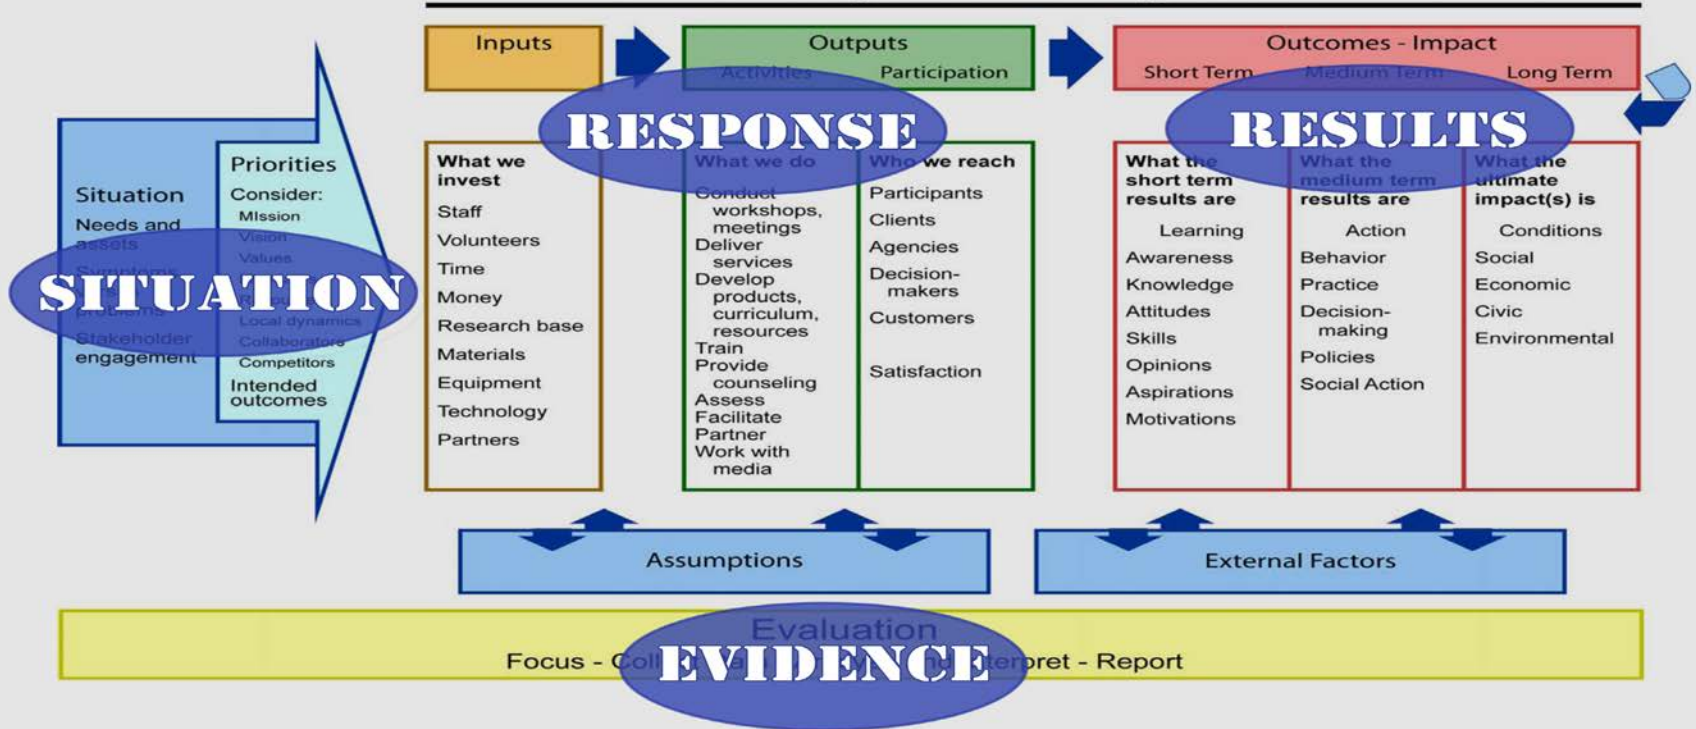 Inputs
Outputs
Activities
Participation
Outcomes - Impact
Short Term
Medium Term
Long Term
RESPONSE
RESULTS
Situation
Needs and
assets
Symptoms
problems
Stakeholder
engagement
Priorities
Consider:
MIssion
Vision
Values
Local dynamics
Collaborators
Competitors
Intended
outcomes
SITUATION
What we
invest
Staff
Volunteers
Time
Money
Research base
Materials
Equipment
Technology
Partners
What we do
Conduct
workshops,
meetings
Deliver
services
Develop
products,
curriculum,
resources
Train
Provide
counseling
Assess
Facilitate
Partner
Work with
media
Who we reach
Participants
Clients
Agencies
Decision-
makers
Customers
Satisfaction
What the
short term
results are
Learning
Awareness
Knowledge
Attitudes
Skills
Opinions
Aspirations
Motivations
What the
medium term
results are
Action
Behavior
Practice
Decision-
making
Policies
Social Action
What the
ultimate
impact(s) is
Conditions
Social
Economic
Civic
Environmental
Assumptions
External Factors
Evaluation
Focus - - Report
EVIDENCE